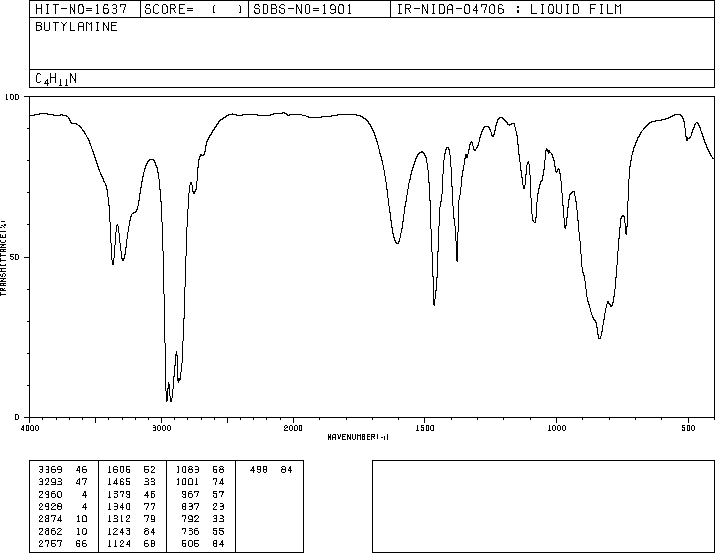 HIT-NO=1637 SCORE= ( ) SDBS-NO=1901 IR-NIDA-04706 : LIQUID FILM
BUTYLAMINE
C4H11N
100
TRANSMITTANCE(%)
50
0
4000 3000 2000 1500 1000 500
WAVENUMBER(-1)
3369 46 1606 52 1083 58 498 84
3293 47 1465 33 1001 74
2960 4 1379 46 967 57
2928 4 1340 77 837 23
2874 10 1312 79 792 33
2862 10 1243 84 736 55
2757 66 1124 68 505 84